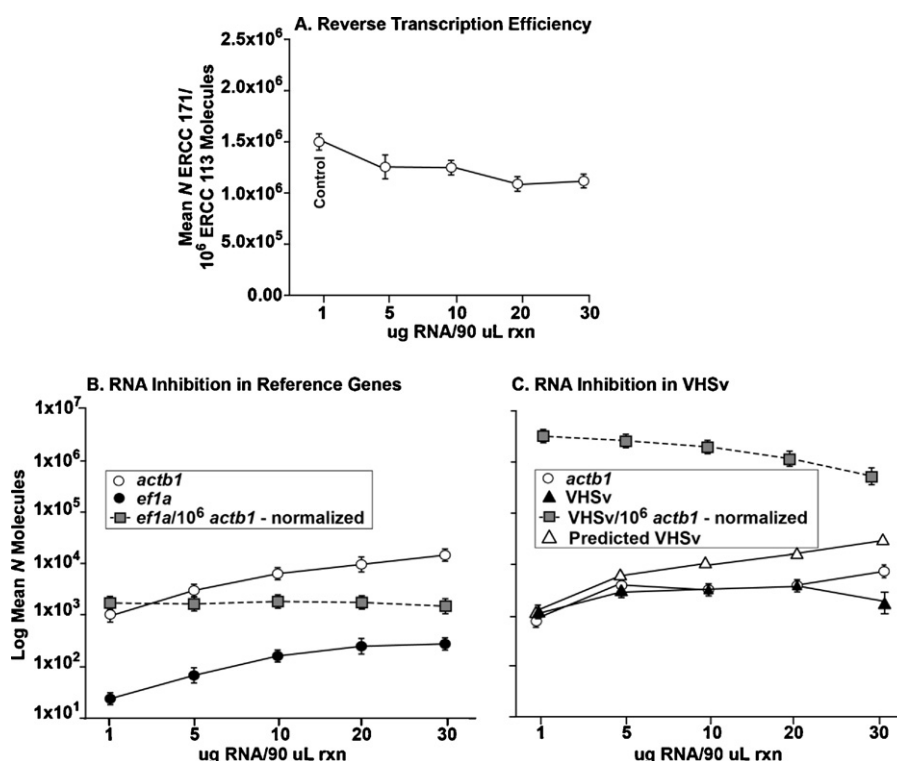 A. Reverse Transcription Efficiency
Mean N ERCC 171/
10⁶ ERCC 113 Molecules
2.5x10⁶
2.0x10⁶
1.5x10⁶
1.0x10⁶
5.0x10⁵
0.00
Control
1 5 10 20 30
ug RNA/90 uL rxn
B. RNA Inhibition in Reference Genes
Log Mean N Molecules
1x10⁷
1x10⁶
1x10⁵
1x10⁴
1x10³
1x10²
1x10¹
actb1
ef1a
ef1a/10⁶ actb1 - normalized
1 5 10 20 30
ug RNA/90 uL rxn
C. RNA Inhibition in VHSv
actb1
VHSv
VHSv/10⁶ actb1 - normalized
Predicted VHSv
1 5 10 20 30
ug RNA/90 uL rxn